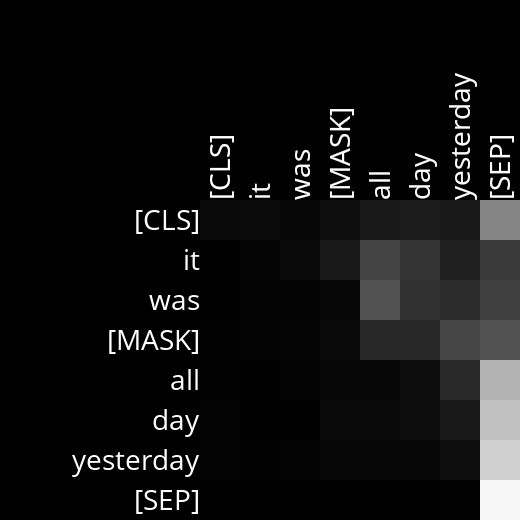 [CLS]
it
was
[MASK]
all
day
yesterday
[SEP]
[CLS]
it
was
[MASK]
all
day
yesterday
[SEP]